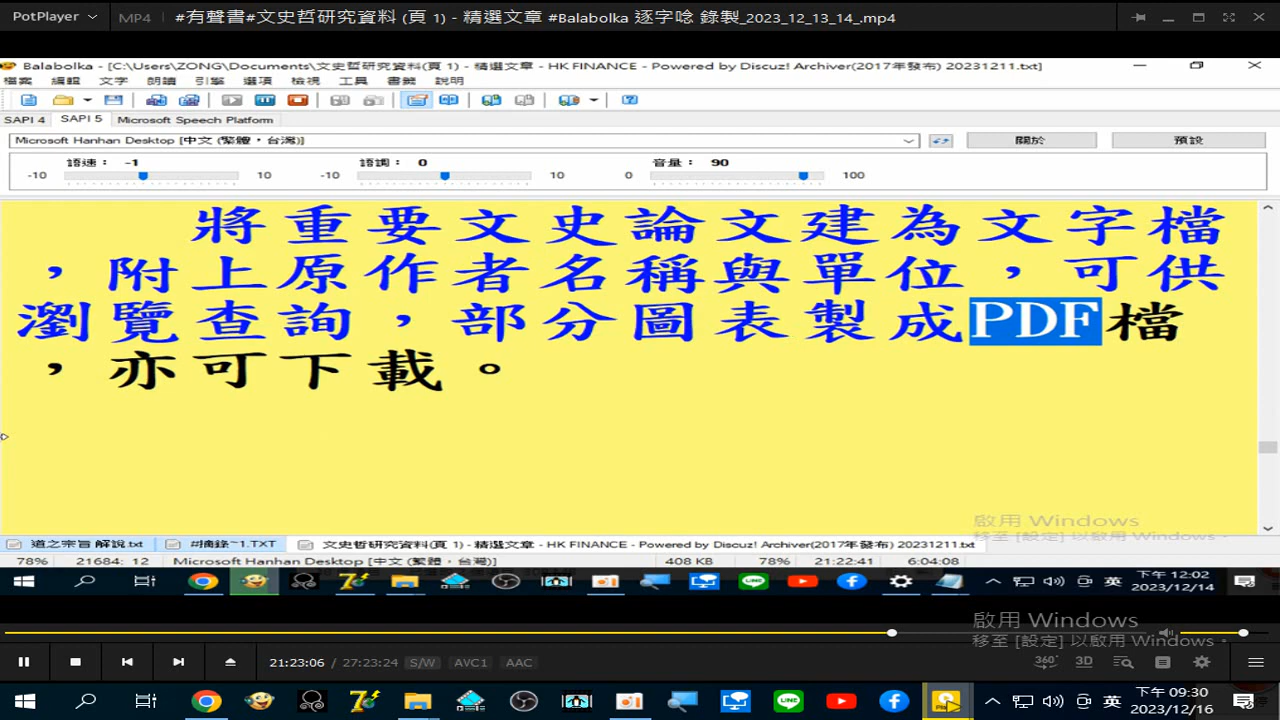 PotPlayer MP4 #有聲書#文史哲研究資料 (頁 1) - 精選文章 #Balabolka 逐字唸 錄製_2023_12_13_14_.mp4
Balabolka - [C:\Users\ZONG\Documents\文史哲研究資料(頁 1) - 精選文章 - HK FINANCE - Powered by Discuz! Archiver(2017年發布) 20231211.txt]
檔案 編輯 文字 朗讀 引擎 選項 檢視 工具 書籤 說明
SAPI 4 SAPI 5 Microsoft Speech Platform
Microsoft Hanhan Desktop [中文 (繁體，台灣)] 關於 預設
語速： -1 語調： 0 音量： 90
-10 10 -10 10 0 100
將重要文史論文建為文字檔
，附上原作者名稱與單位，可供
瀏覽查詢，部分圖表製成PDF檔
，亦可下載。
啟用 Windows
移至 [設定] 以啟用 Windows。
道之宗旨 解說.txt #摘錄~1.TXT 文史哲研究資料(頁 1) - 精選文章 - HK FINANCE - Powered by Discuz! Archiver(2017年發布) 20231211.txt
78% 21684: 12 Microsoft Hanhan Desktop [中文 (繁體，台灣)] 408 KB 78% 21:22:41 6:04:08
英 下午 12:02
2023/12/14
啟用 Windows
移至 [設定] 以啟用 Windows。
21:23:06 / 27:23:24 S/W AVC1 AAC 360° 3D
英 下午 09:30
2023/12/16